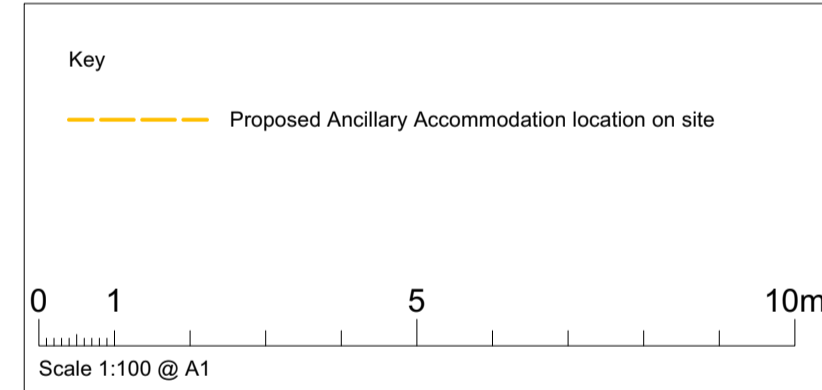 Key
Proposed Ancillary Accommodation location on site
0 1 5 10m
Scale 1:100 @ A1